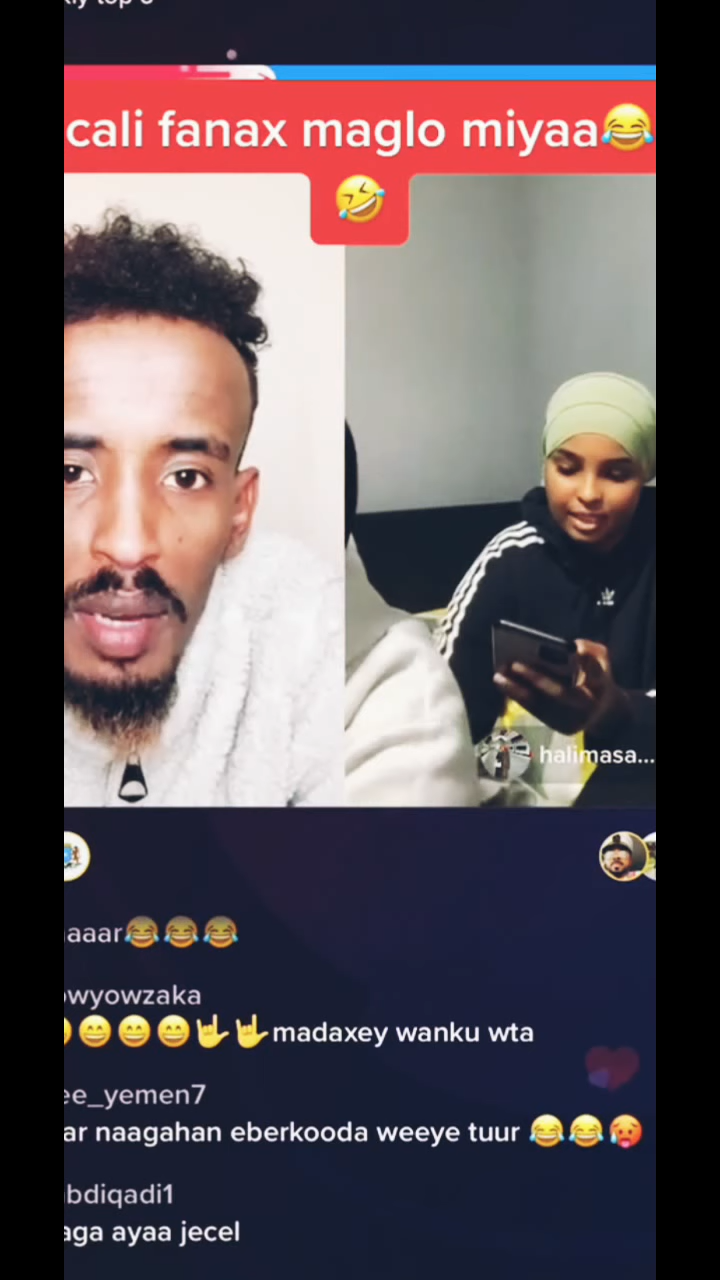 cali fanax maglo miyaa😂
🤣
halimasa...
aaar😂😂😂
wyowzaka
😄😄😄🤟🤟madaxey wanku wta
ee_yemen7
ar naagahan eberkooda weeye tuur 😂😂🥵
bdiqadi1
aga ayaa jecel